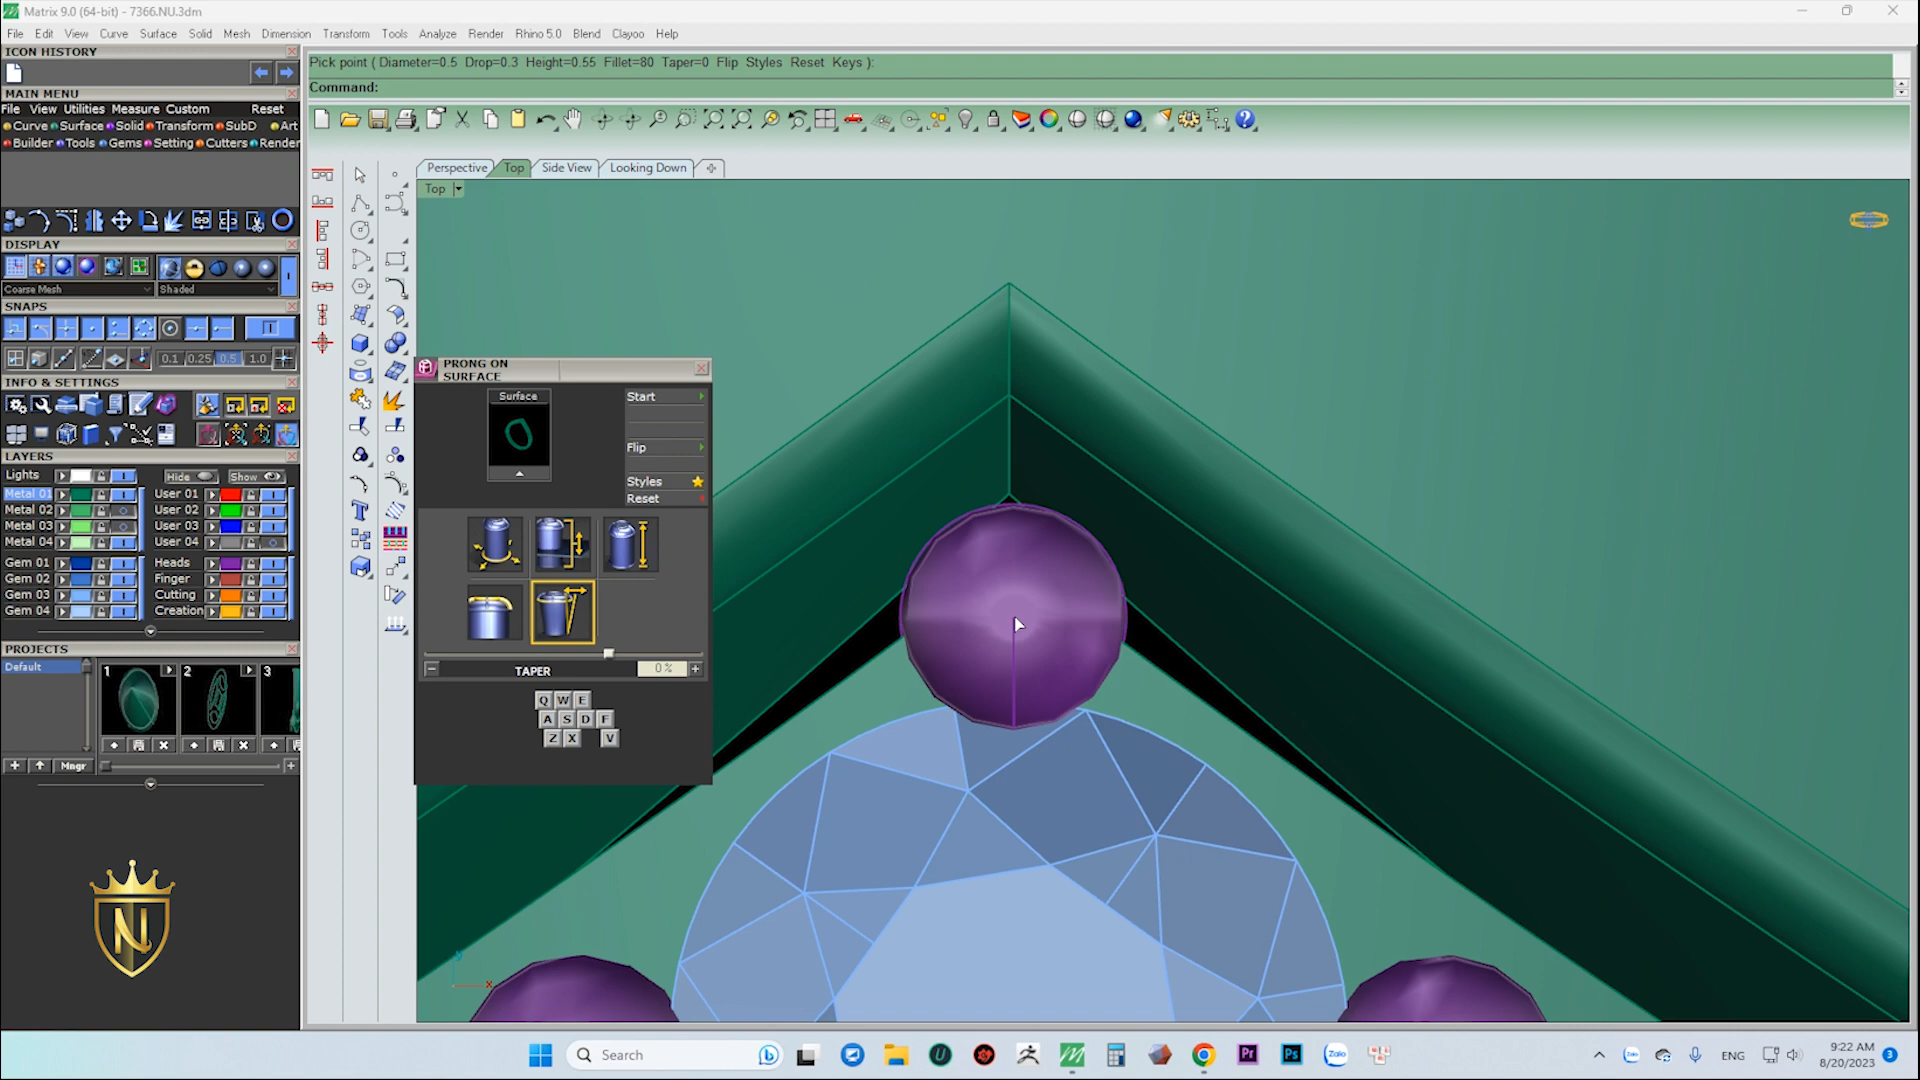 Matrix 9.0 (64-bit) - 7366.NU.3dm
File Edit View Curve Surface Solid Mesh Dimension Transform Tools Analyze Render Rhino 5.0 Blend Clayoo Help
ICON HISTORY
MAIN MENU
File View Utilities Measure Custom Reset
Curve Surface Solid Transform SubD Art
Builder Tools Gems Setting Cutters Render
DISPLAY
Coarse Mesh Shaded
SNAPS
0.1 0.25 0.5 1.0
INFO & SETTINGS
LAYERS
Lights Hide Show
Metal 01 User 01
Metal 02 User 02
Metal 03 User 03
Metal 04 User 04
Gem 01 Heads
Gem 02 Finger
Gem 03 Cutting
Gem 04 Creation
PROJECTS
Default
1 2 3
Mngr
N
Pick point ( Diameter=0.5 Drop=0.3 Height=0.55 Fillet=80 Taper=0 Flip Styles Reset Keys ):
Command:
Perspective Top Side View Looking Down
Top
PRONG ON
SURFACE
Surface
Start
Flip
Styles
Reset
TAPER 0 %
Q W E
A S D F
Z X V
y
x
Search
U
Pr
Ps
Zalo
Zalo
ENG
9:22 AM
8/20/2023
3